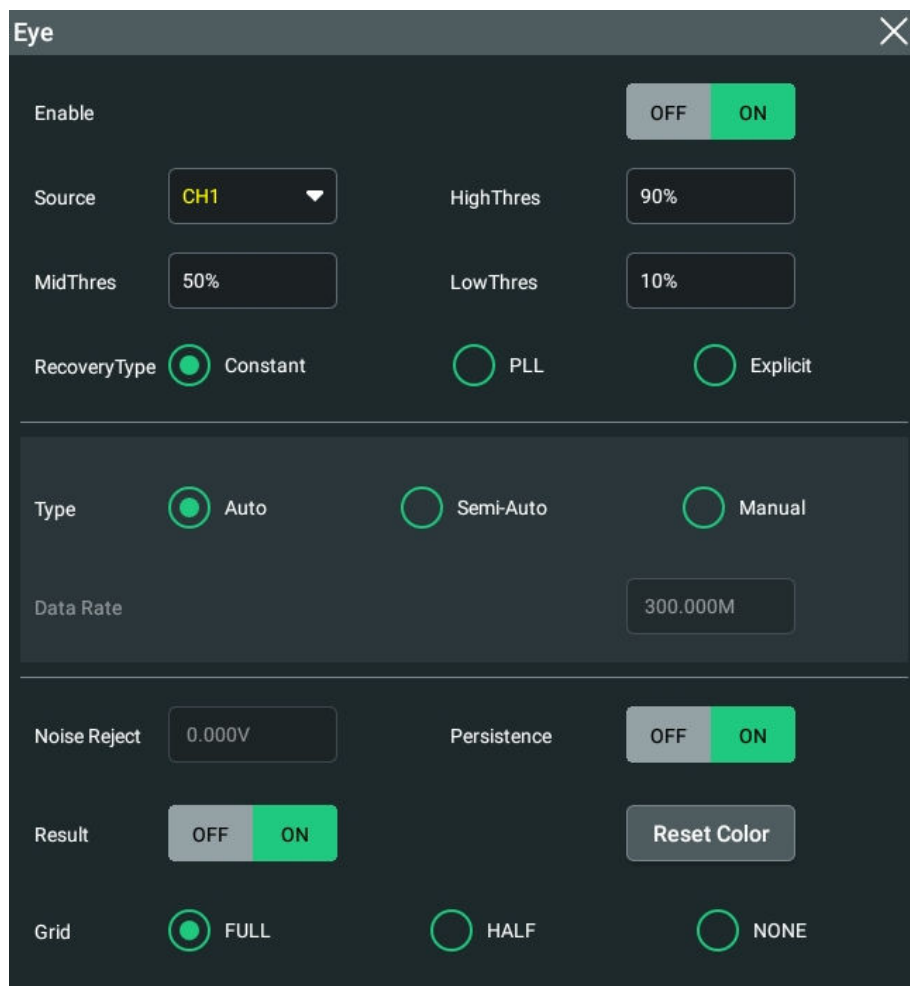 Eye
Enable OFF ON
Source CH1 HighThres 90%
MidThres 50% LowThres 10%
RecoveryType Constant PLL Explicit
Type Auto Semi-Auto Manual
Data Rate 300.000M
Noise Reject 0.000V Persistence OFF ON
Result OFF ON Reset Color
Grid FULL HALF NONE